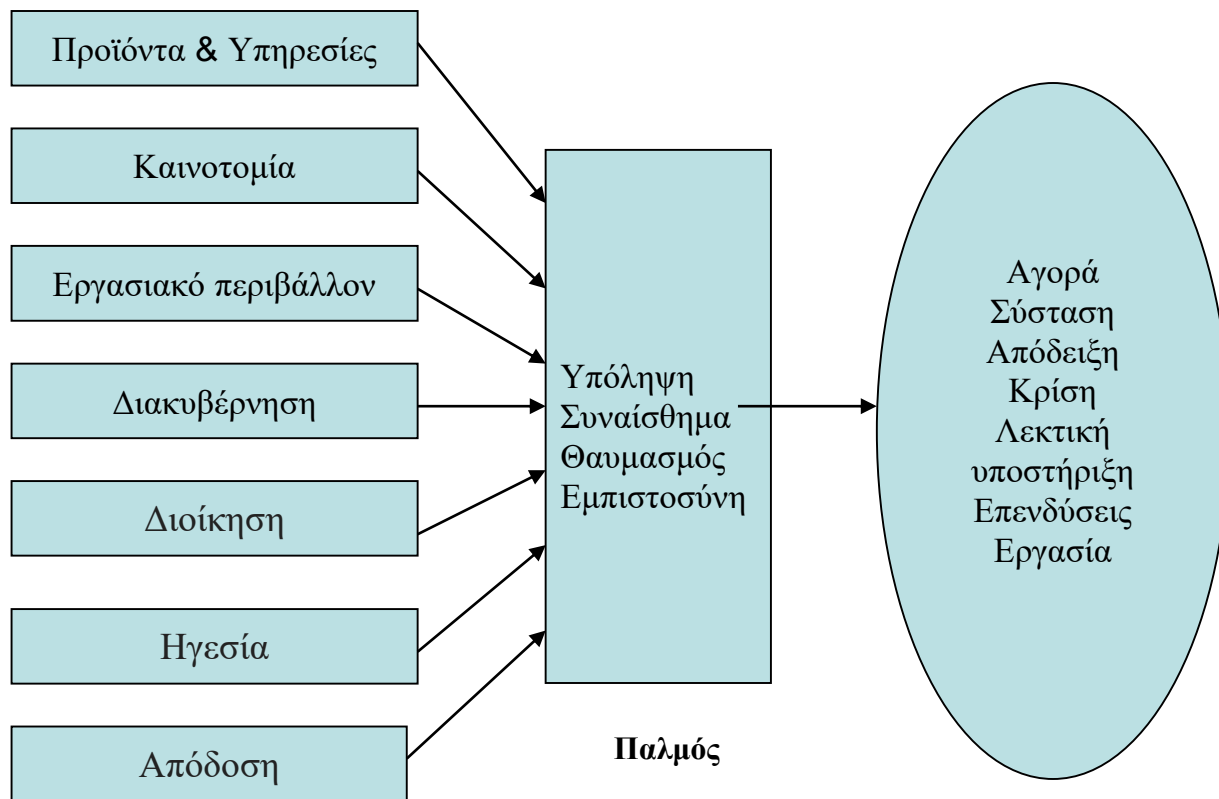 Προϊόντα & Υπηρεσίες
Καινοτομία
Εργασιακό περιβάλλον
Διακυβέρνηση
Διοίκηση
Ηγεσία
Απόδοση
Υπόληψη
Συναίσθημα
Θαυμασμός
Εμπιστοσύνη
Παλμός
Αγορά
Σύσταση
Απόδειξη
Κρίση
Λεκτική
υποστήριξη
Επενδύσεις
Εργασία